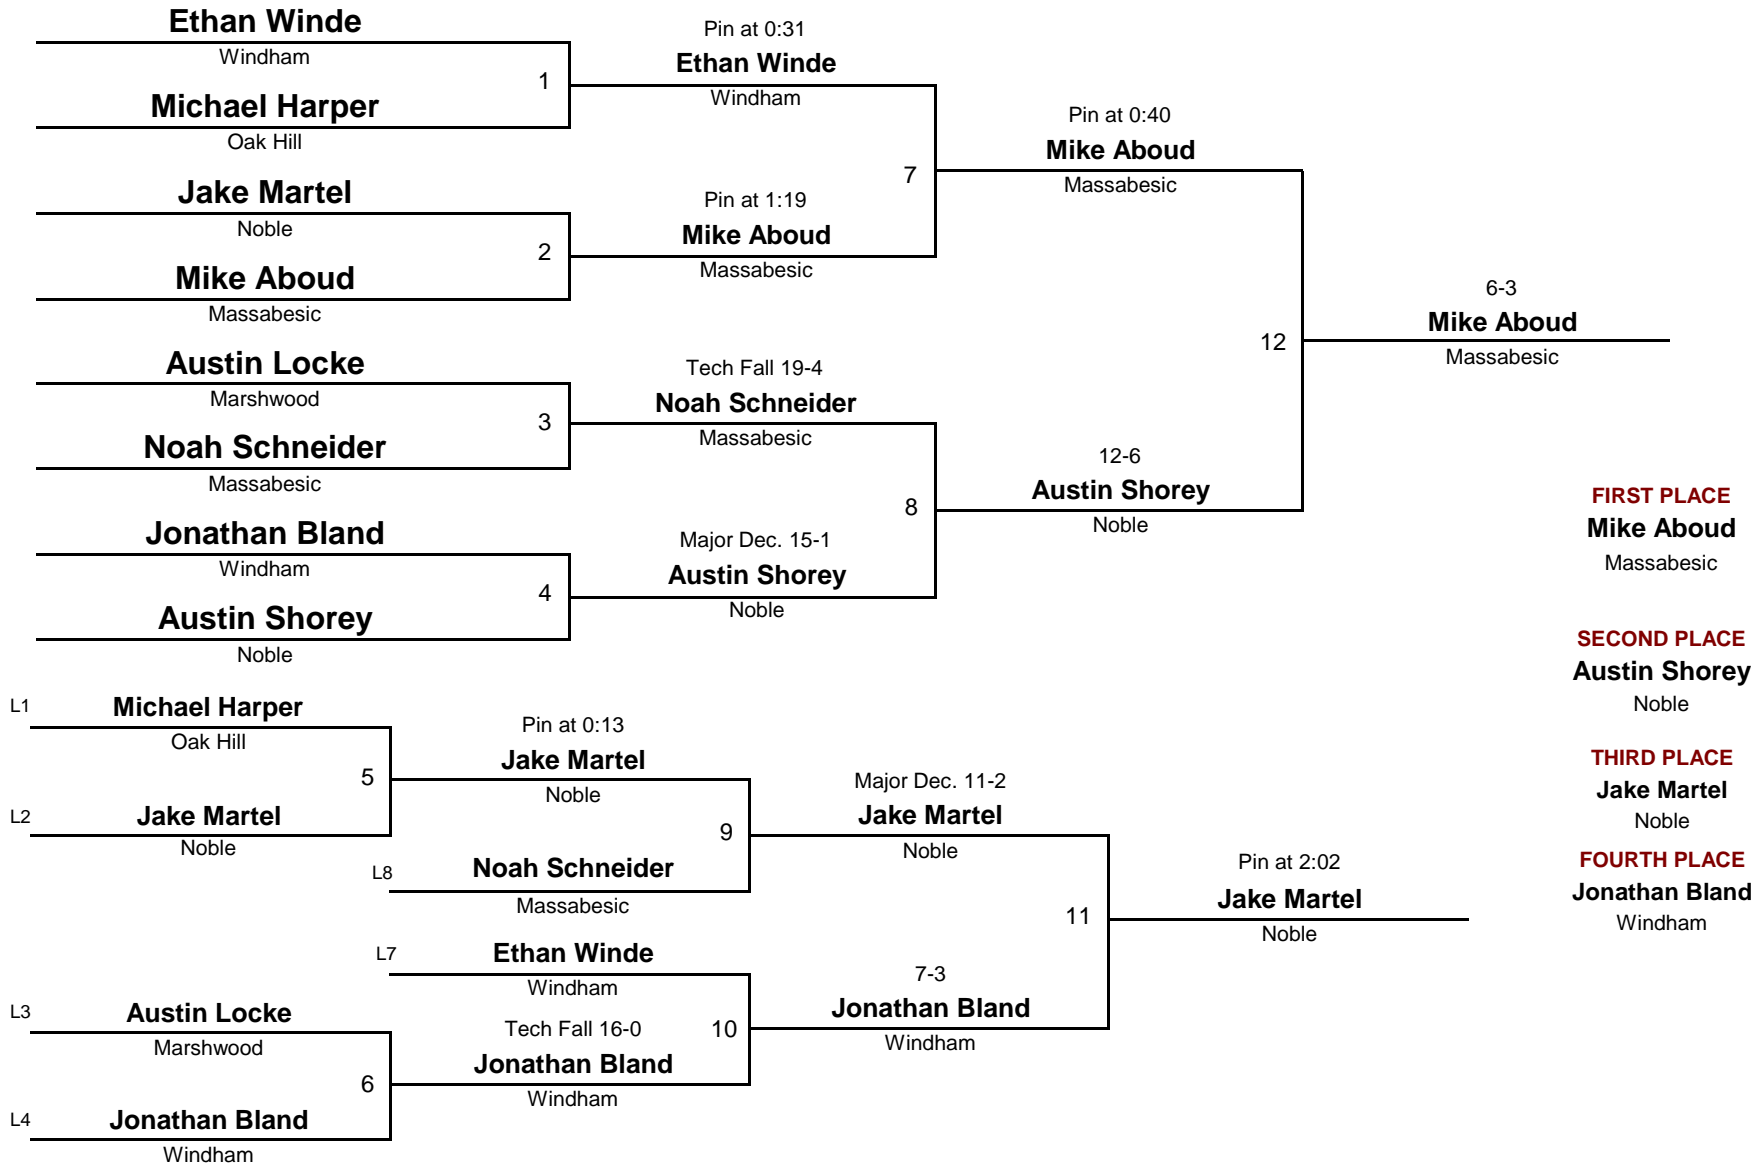 Ethan Winde
Windham
1
Michael Harper
Oak Hill
Jake Martel
Noble
2
Mike Aboud
Massabesic
Austin Locke
Marshwood
3
Noah Schneider
Massabesic
Jonathan Bland
Windham
4
Austin Shorey
Noble
Pin at 0:31
Ethan Winde
Windham
7
Pin at 1:19
Mike Aboud
Massabesic
Tech Fall 19-4
Noah Schneider
Massabesic
8
Major Dec. 15-1
Austin Shorey
Noble
Pin at 0:40
Mike Aboud
Massabesic
12
12-6
Austin Shorey
Noble
6-3
Mike Aboud
Massabesic
L1
Michael Harper
Oak Hill
5
L2
Jake Martel
Noble
L3
Austin Locke
Marshwood
6
L4
Jonathan Bland
Windham
Pin at 0:13
Jake Martel
Noble
9
L8
Noah Schneider
Massabesic
L7
Ethan Winde
Windham
10
Tech Fall 16-0
Jonathan Bland
Windham
Major Dec. 11-2
Jake Martel
Noble
11
7-3
Jonathan Bland
Windham
Pin at 2:02
Jake Martel
Noble
FIRST PLACE
Mike Aboud
Massabesic
SECOND PLACE
Austin Shorey
Noble
THIRD PLACE
Jake Martel
Noble
FOURTH PLACE
Jonathan Bland
Windham